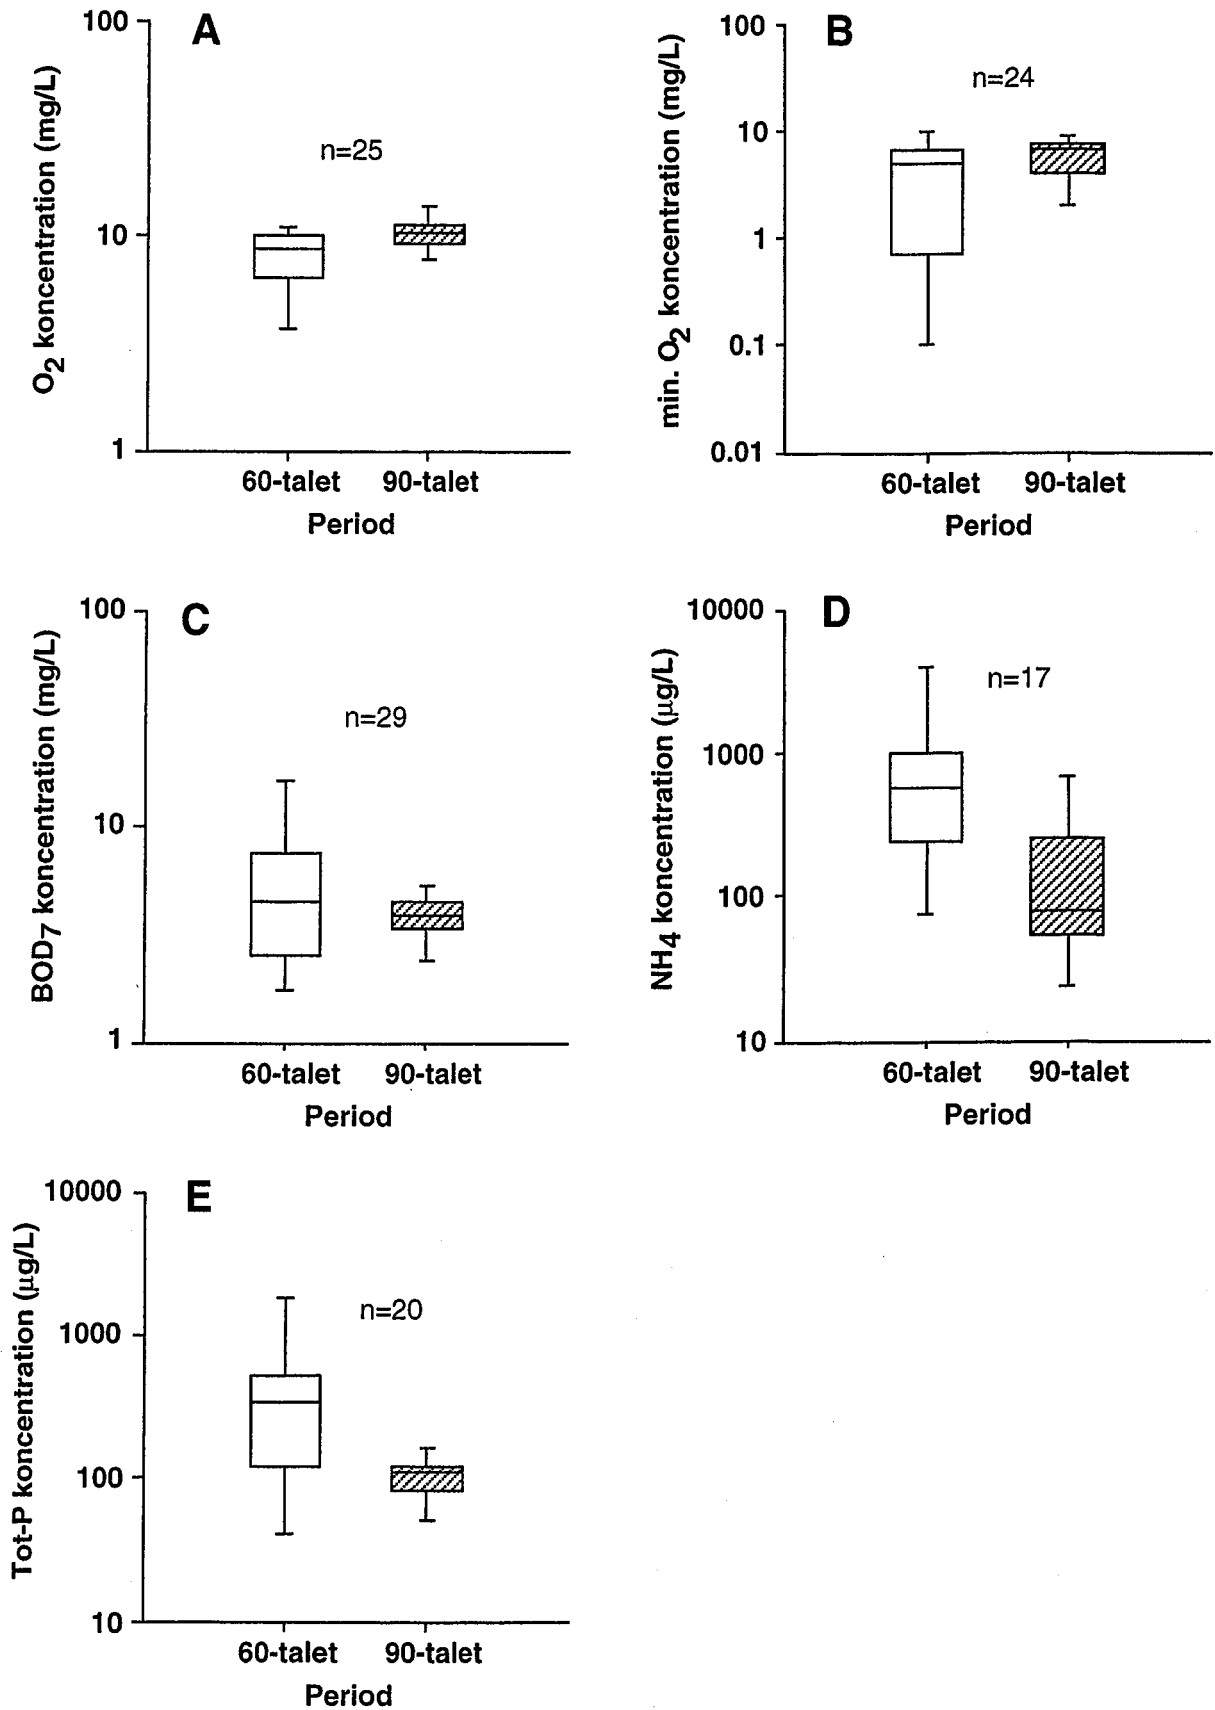 A
O2 koncentration (mg/L)
100
10
1
n=25
60-talet 90-talet
Period
B
min. O2 koncentration (mg/L)
100
10
1
0.1
0.01
n=24
60-talet 90-talet
Period
C
BOD7 koncentration (mg/L)
100
10
1
n=29
60-talet 90-talet
Period
D
NH4 koncentration (µg/L)
10000
1000
100
10
n=17
60-talet 90-talet
Period
E
Tot-P koncentration (µg/L)
10000
1000
100
10
n=20
60-talet 90-talet
Period